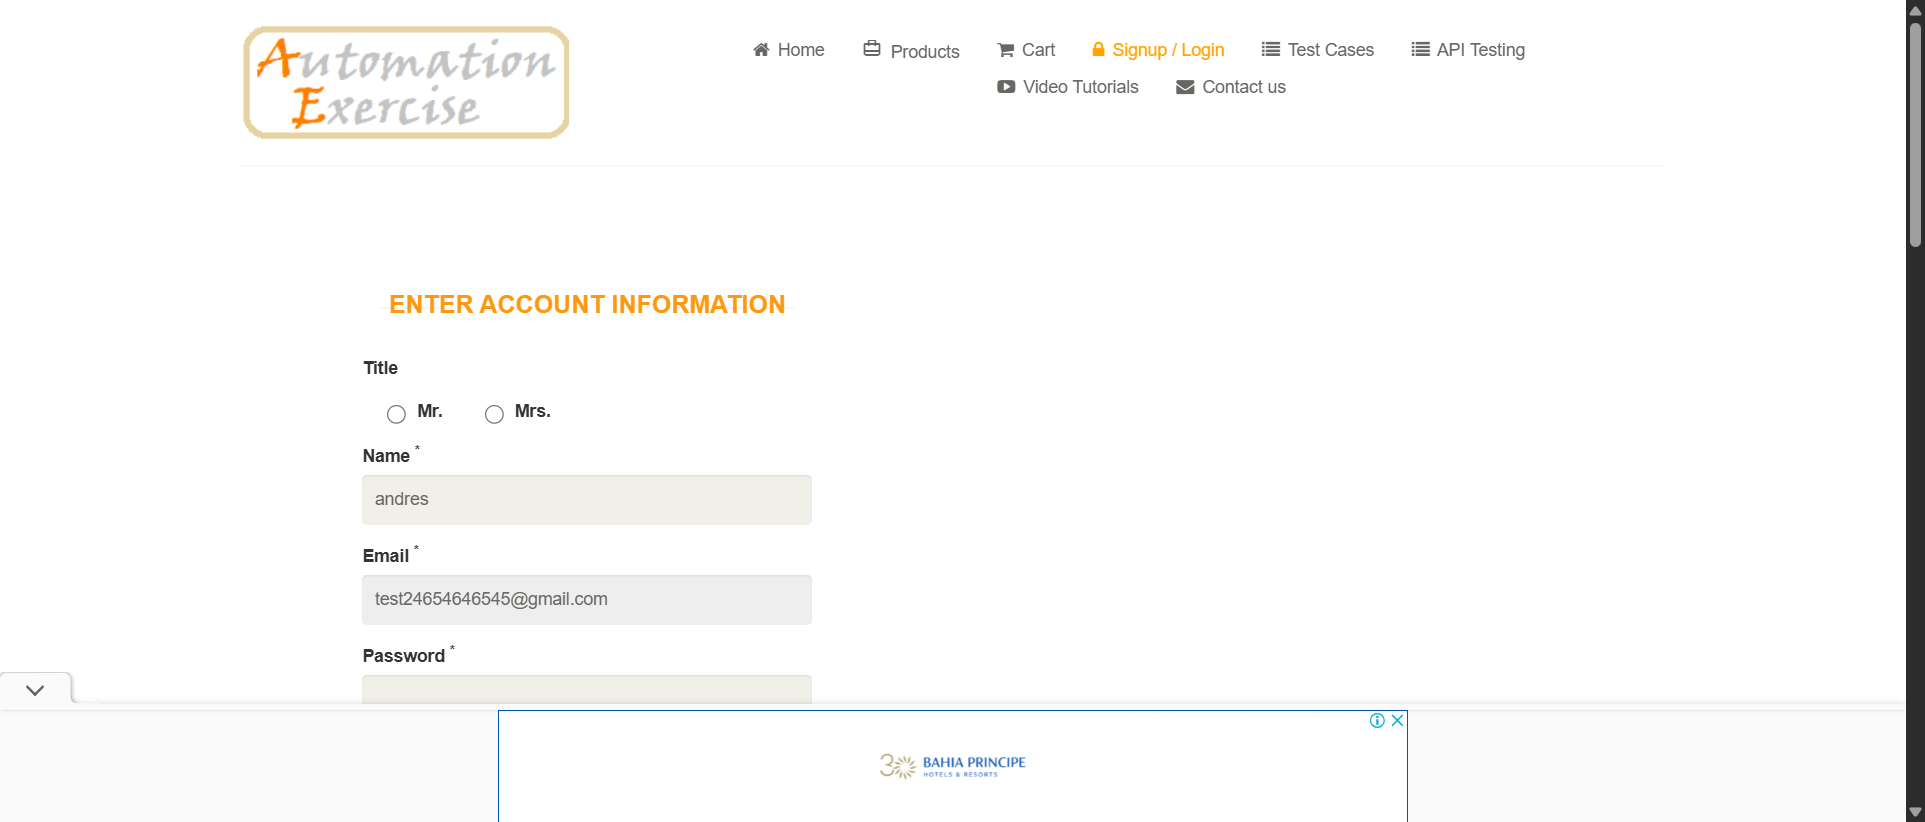 Automation
Exercise
Home
Products
Cart
Signup / Login
Test Cases
API Testing
Video Tutorials
Contact us
ENTER ACCOUNT INFORMATION
Title
Mr.
Mrs.
Name *
andres
Email *
test24654646545@gmail.com
Password *
30 BAHIA PRINCIPE
HOTELS & RESORTS